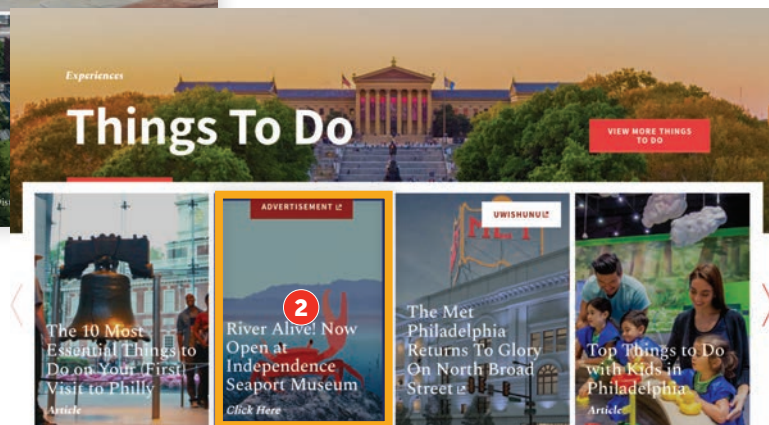 Experiences
Things To Do
VIEW MORE THINGS
TO DO
The 10 Most
Essential Things to
Do on Your (First)
Visit to Philly
Article
ADVERTISEMENT
2
River Alive! Now
Open at
Independence
Seaport Museum
Click Here
UWISHUNU
The Met
Philadelphia
Returns To Glory
On North Broad
Street
Top Things to Do
with Kids in
Philadelphia
Article